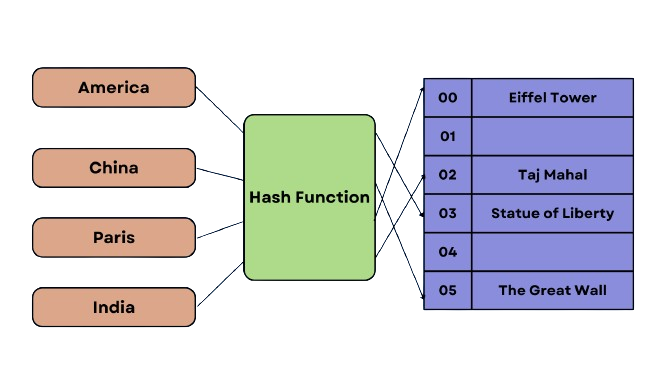 America
China
Paris
India
Hash Function
00 Eiffel Tower
01
02 Taj Mahal
03 Statue of Liberty
04
05 The Great Wall